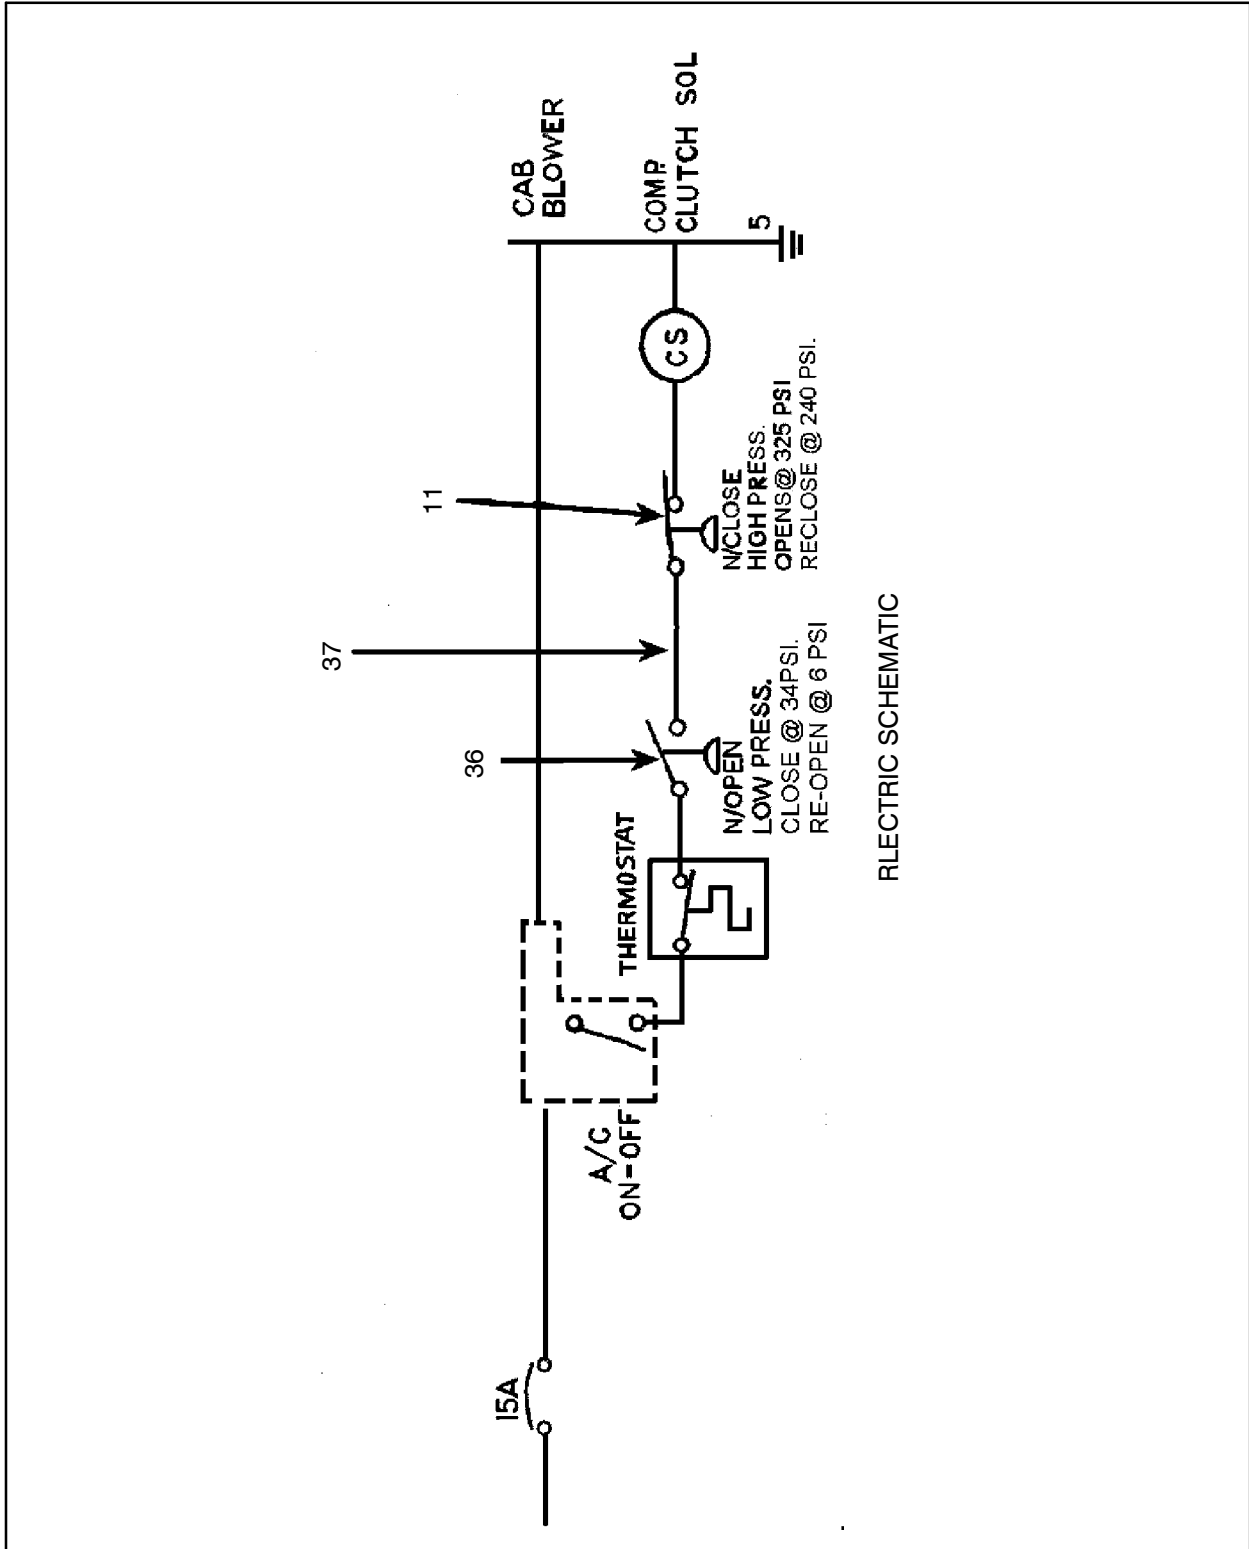 CAB
BLOWER
COMP.
CLUTCH SOL
5
CS
11
N/CLOSE
HIGH PRESS.
OPENS@ 325 PSI
RECLOSE @ 240 PSI.
37
36
N/OPEN
LOW PRESS.
CLOSE @ 34PSI.
RE-OPEN @ 6 PSI
THERMOSTAT
A/C
ON-OFF
15A
RLECTRIC SCHEMATIC